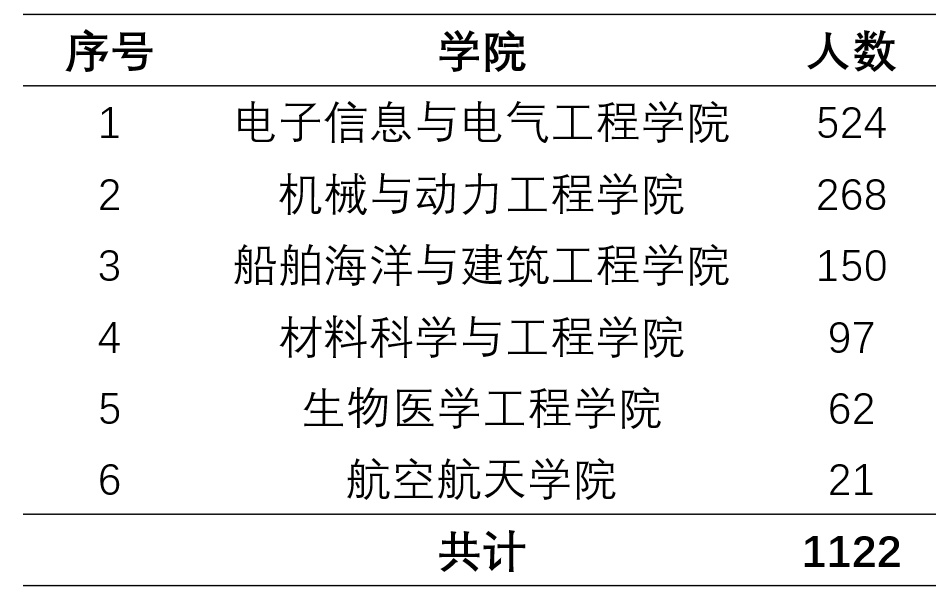 序号 学院 人数
1 电子信息与电气工程学院 524
2 机械与动力工程学院 268
3 船舶海洋与建筑工程学院 150
4 材料科学与工程学院 97
5 生物医学工程学院 62
6 航空航天学院 21
共计 1122